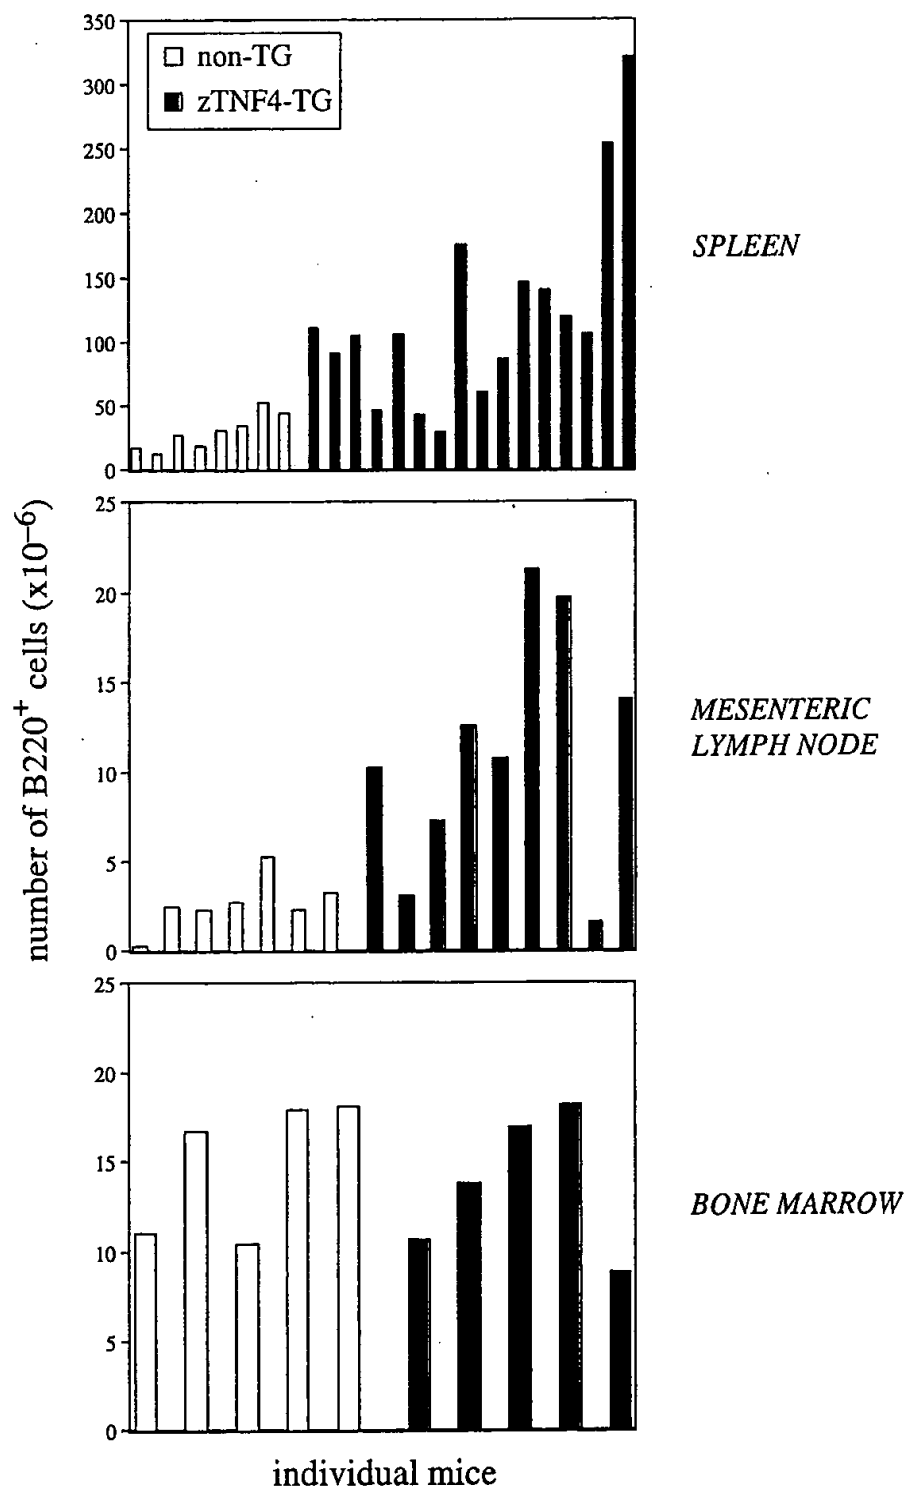 350
non-TG
zTNF4-TG
300
250
200
150
100
50
0
SPLEEN
number of B220+ cells (x10–6)
25
20
15
10
5
0
MESENTERIC
LYMPH NODE
25
20
15
10
5
0
BONE MARROW
individual mice